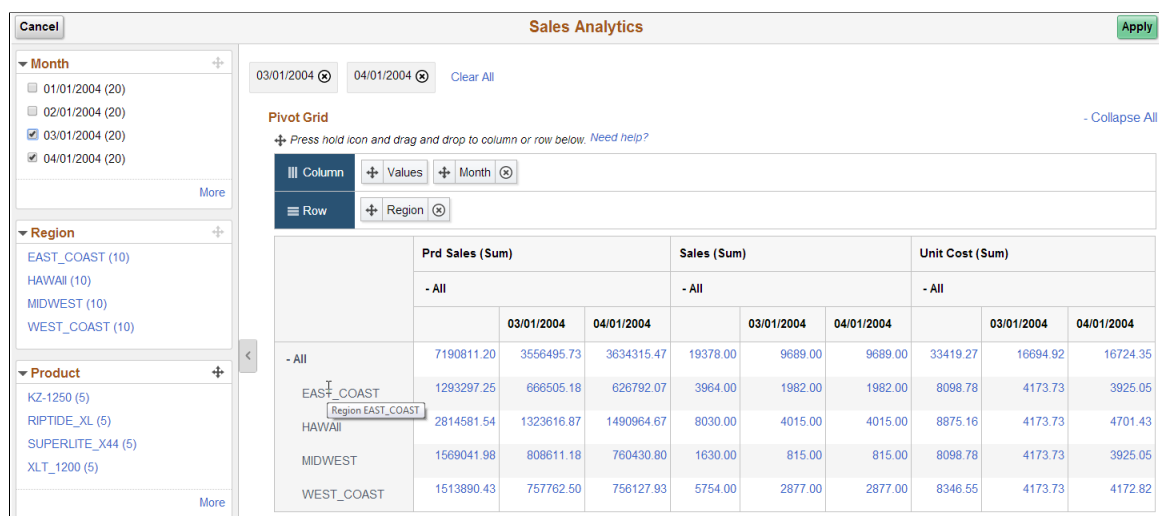 Cancel
Sales Analytics
Apply
Month
01/01/2004 (20)
02/01/2004 (20)
03/01/2004 (20)
04/01/2004 (20)
More
Region
EAST_COAST (10)
HAWAII (10)
MIDWEST (10)
WEST_COAST (10)
Product
KZ-1250 (5)
RIPTIDE_XL (5)
SUPERLITE_X44 (5)
XLT_1200 (5)
More
03/01/2004 04/01/2004 Clear All
Pivot Grid
- Collapse All
Press hold icon and drag and drop to column or row below. Need help?
Column Values Month
Row Region
Prd Sales (Sum) Sales (Sum) Unit Cost (Sum)
- All - All - All
03/01/2004 04/01/2004 03/01/2004 04/01/2004 03/01/2004 04/01/2004
- All 7190811.20 3556495.73 3634315.47 19378.00 9689.00 9689.00 33419.27 16694.92 16724.35
EAST_COAST 1293297.25 666505.18 626792.07 3964.00 1982.00 1982.00 8098.78 4173.73 3925.05
Region EAST_COAST
HAWAII 2814581.54 1323616.87 1490964.67 8030.00 4015.00 4015.00 8875.16 4173.73 4701.43
MIDWEST 1569041.98 808611.18 760430.80 1630.00 815.00 815.00 8098.78 4173.73 3925.05
WEST_COAST 1513890.43 757762.50 756127.93 5754.00 2877.00 2877.00 8346.55 4173.73 4172.82